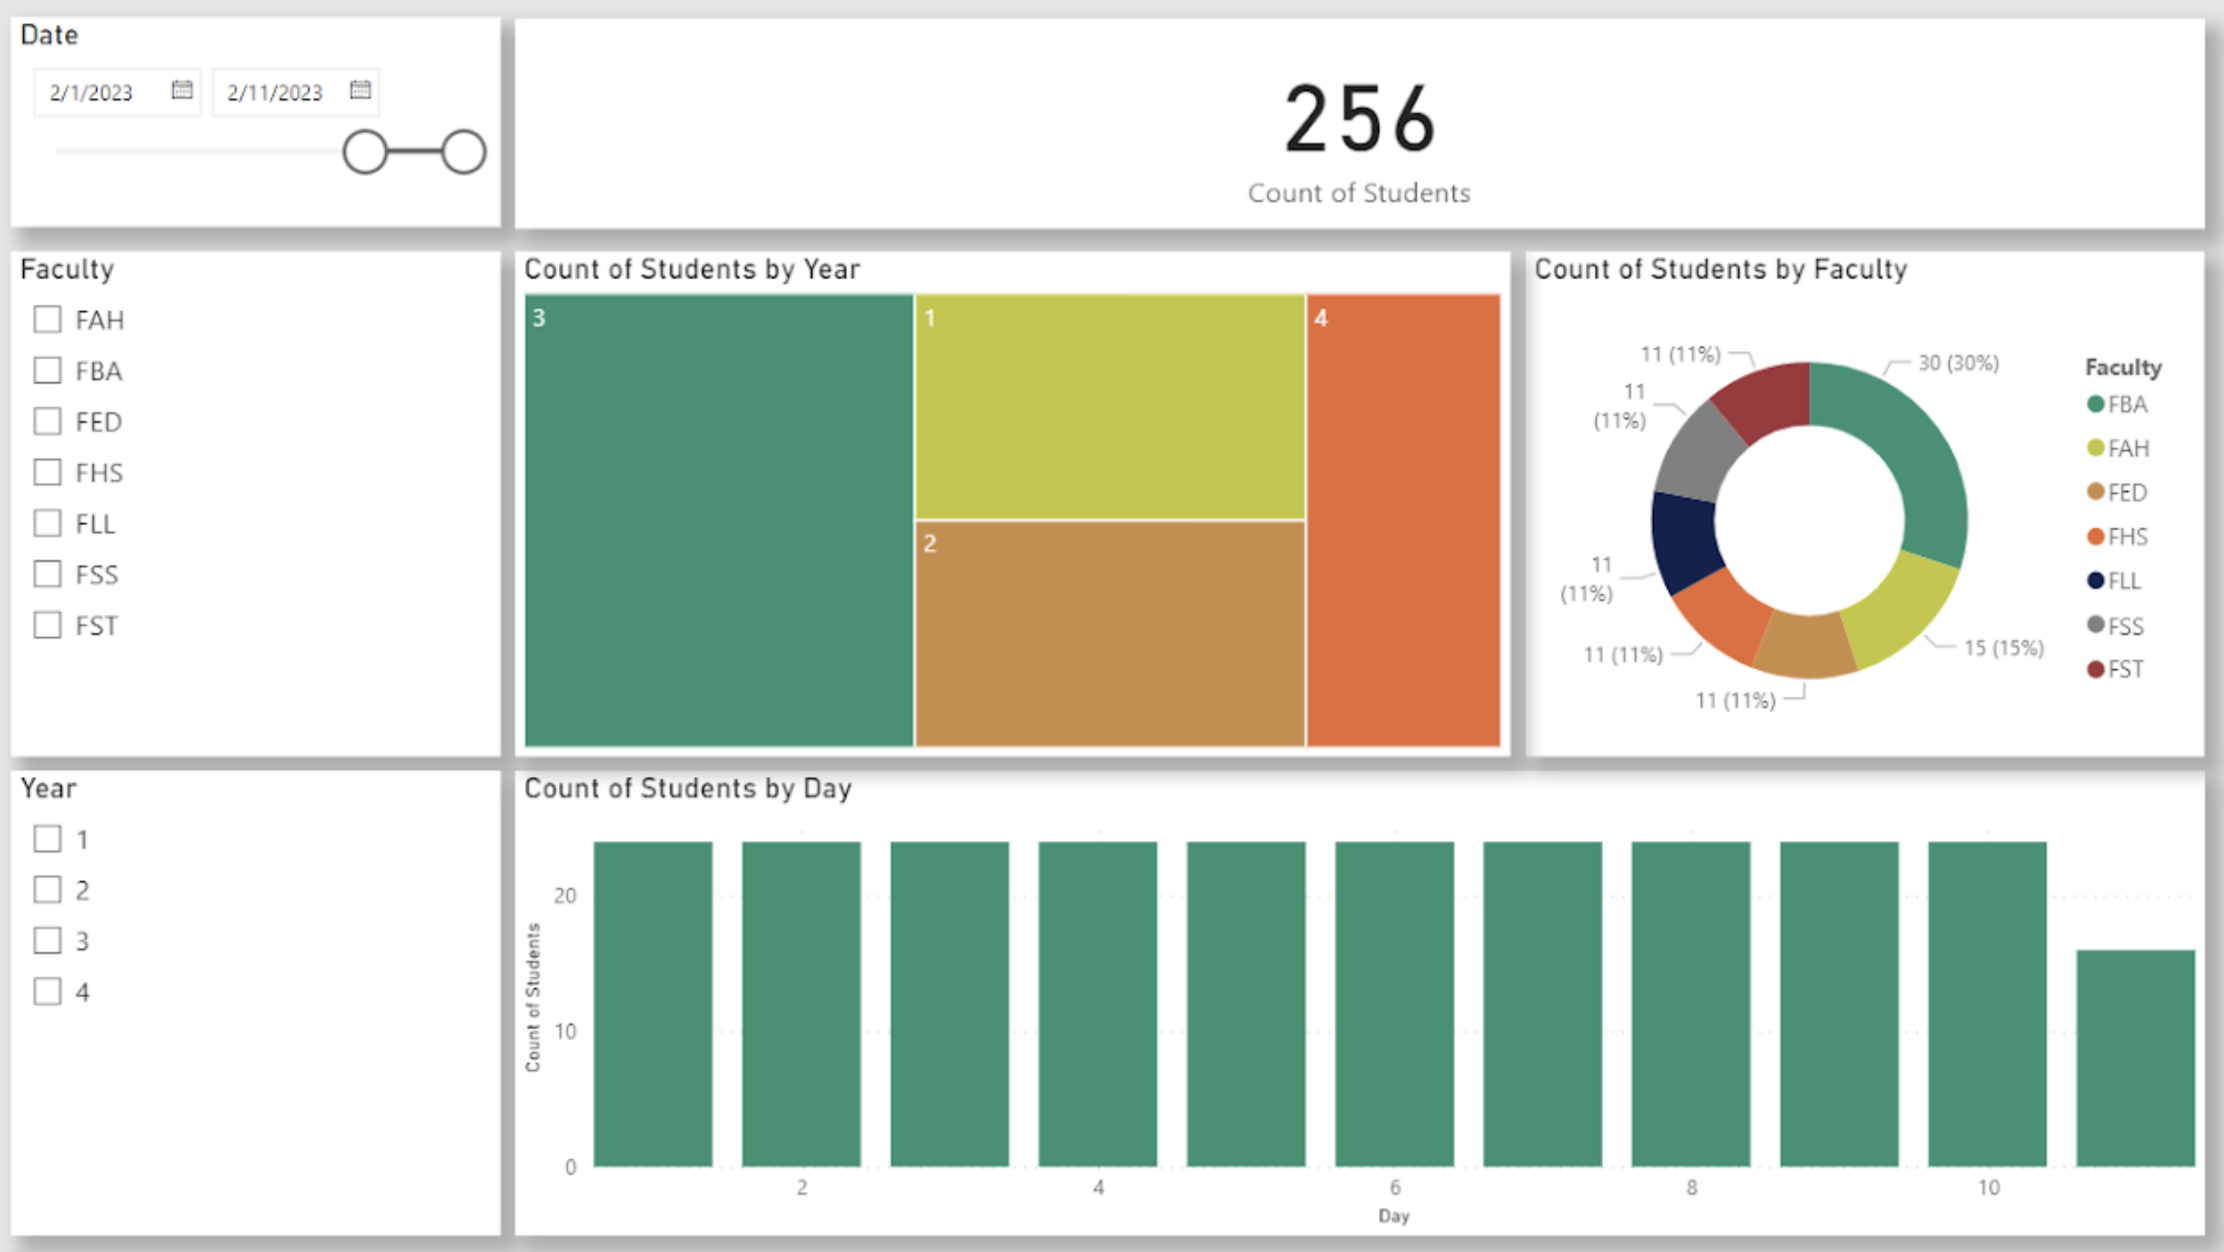 Date
2/1/2023
2/11/2023
256
Count of Students
Faculty
FAH
FBA
FED
FHS
FLL
FSS
FST
Count of Students by Year
3
1
4
2
Count of Students by Faculty
11 (11%)
30 (30%)
11
(11%)
11
(11%)
11 (11%)
15 (15%)
11 (11%)
Faculty
FBA
FAH
FED
FHS
FLL
FSS
FST
Year
1
2
3
4
Count of Students by Day
Count of Students
20
10
0
2
4
6
8
10
Day